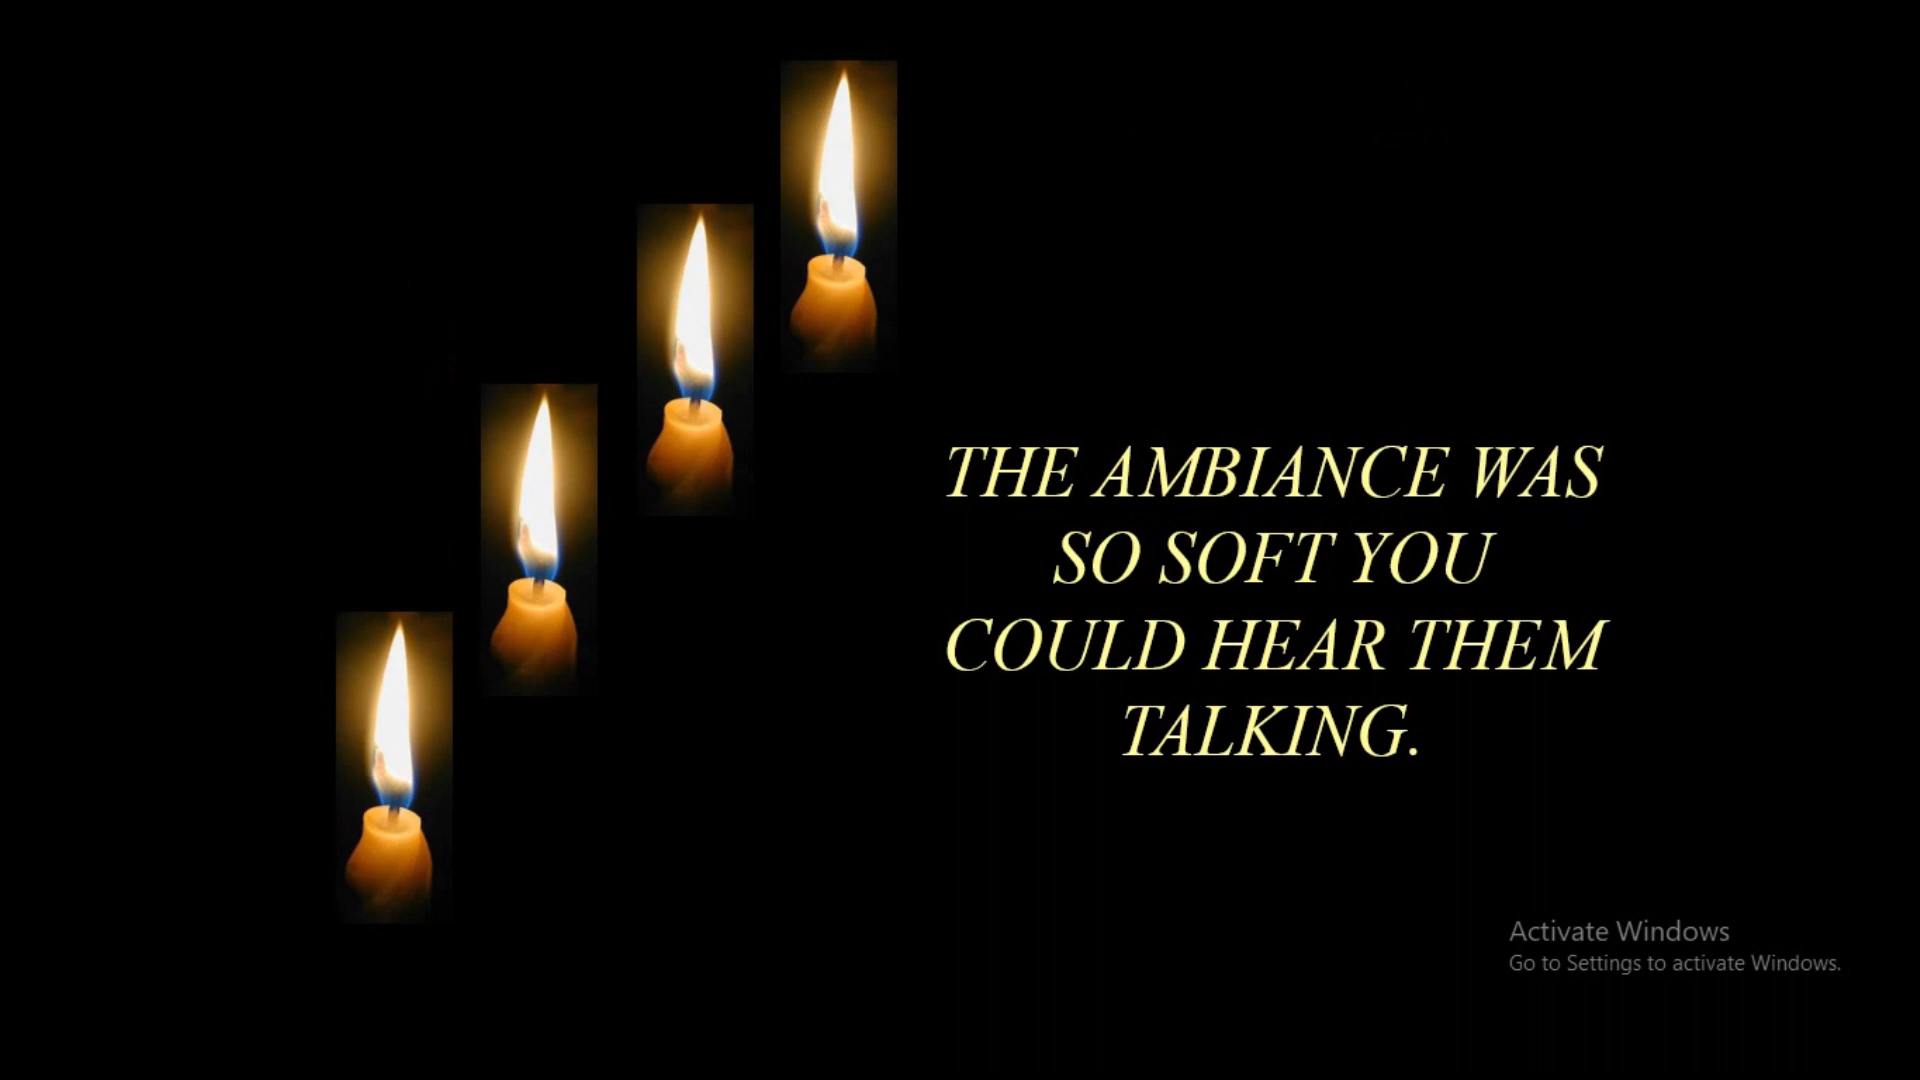 THE AMBIANCE WAS
SO SOFT YOU
COULD HEAR THEM
TALKING.
Activate Windows
Go to Settings to activate Windows.